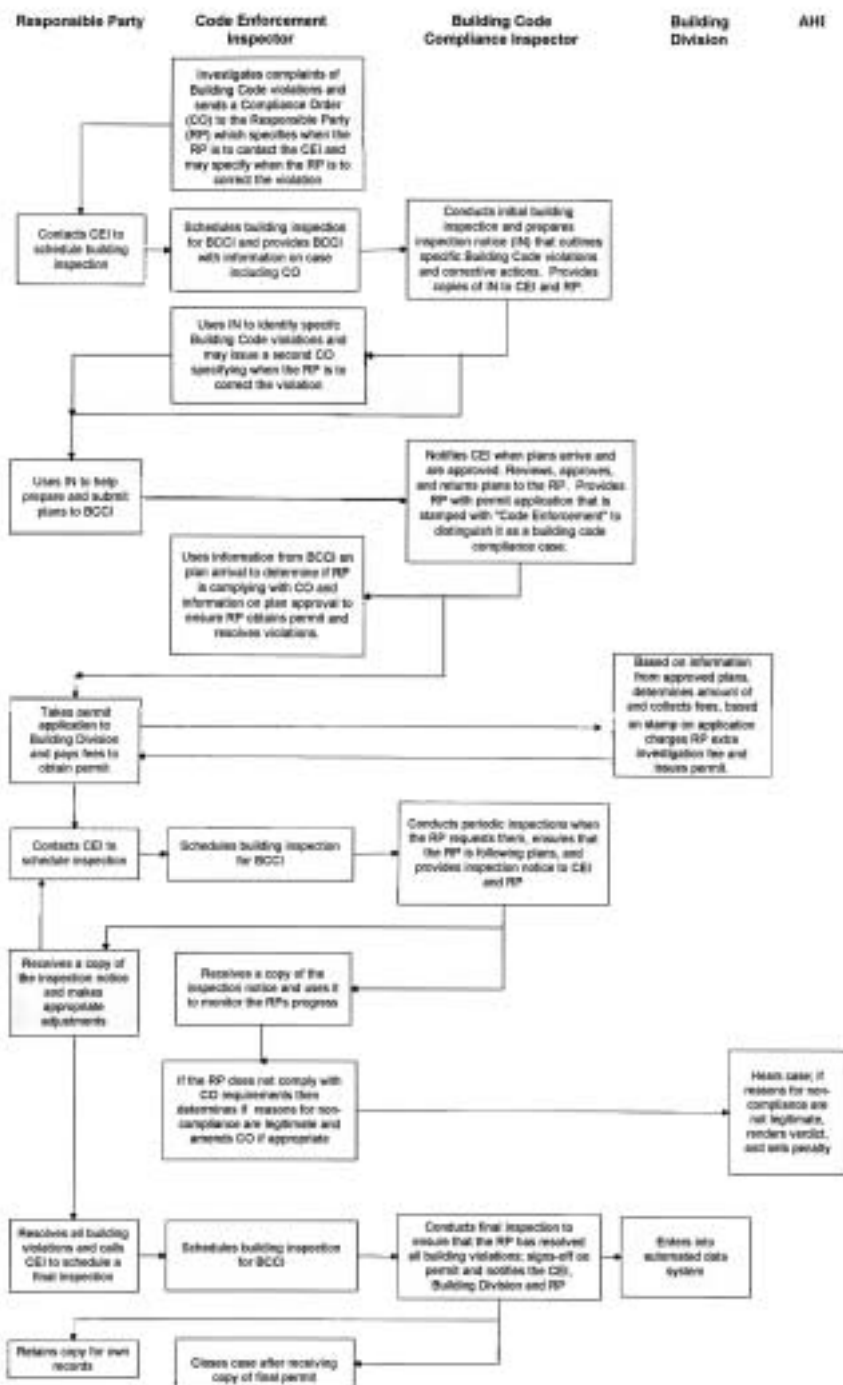 Responsible Party
Code Enforcement
Inspector
Building Code
Compliance Inspector
Building
Division
AHI
Investigates complaints of
Building Code violations and
sends a Compliance Order
(CO) to the Responsible Party
(RP) which specifies when the
RP is to contact the CEI and
may specify when the RP is to
correct the violation
Contacts CEI to
schedule building
inspection
Schedules building inspection
for BCCI and provides BCCI
with information on case
including CO
Conducts initial building
inspection and prepares
inspection notice (IN) that outlines
specific Building Code violations
and corrective actions. Provides
copies of IN to CEI and RP.
Uses IN to identify specific
Building Code violations and
may issue a second CO
specifying when the RP is to
correct the violation
Uses IN to help
prepare and submit
plans to BCCI
Notifies CEI when plans arrive and
are approved. Reviews, approves,
and returns plans to the RP. Provides
RP with permit application that is
stamped with "Code Enforcement" to
distinguish it as a building code
compliance case.
Uses information from BCCI on
plan arrival to determine if RP
is complying with CO and
information on plan approval to
ensure RP obtains permit and
resolves violations.
Takes permit
application to
Building Division
and pays fees to
obtain permit
Based on information
from approved plans,
determines amount of
and collects fees, based
on stamp on application
charges RP extra
investigation fee and
issues permit.
Contacts CEI to
schedule inspection
Schedules building inspection
for BCCI
Conducts periodic inspections when
the RP requests them, ensures that
the RP is following plans, and
provides inspection notice to CEI
and RP
Receives a copy of
the inspection notice
and makes
appropriate
adjustments
Receives a copy of the
inspection notice and uses it
to monitor the RPs progress
If the RP does not comply with
CO requirements then
determines if reasons for non-
compliance are legitimate and
amends CO if appropriate
Hears case; if
reasons for non-
compliance are
not legitimate,
renders verdict,
and sets penalty
Resolves all building
violations and calls
CEI to schedule a
final inspection
Schedules building inspection
for BCCI
Conducts final inspection to
ensure that the RP has resolved
all building violations; signs-off on
permit and notifies the CEI,
Building Division and RP
Enters into
automated data
system
Retains copy for own
records
Closes case after receiving
copy of final permit